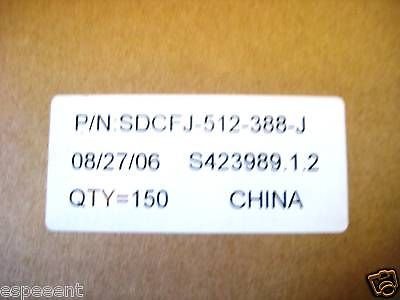 P/N:SDCFJ-512-388-J
08/27/06 S423989.1.2
QTY=150 CHINA
espeeent